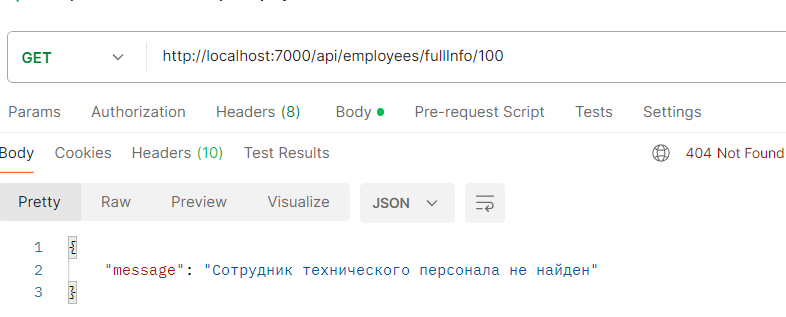 GET http://localhost:7000/api/employees/fullInfo/100
Params Authorization Headers (8) Body Pre-request Script Tests Settings
Body Cookies Headers (10) Test Results 404 Not Found
Pretty Raw Preview Visualize JSON
1 {
2 "message": "Сотрудник технического персонала не найден"
3 }